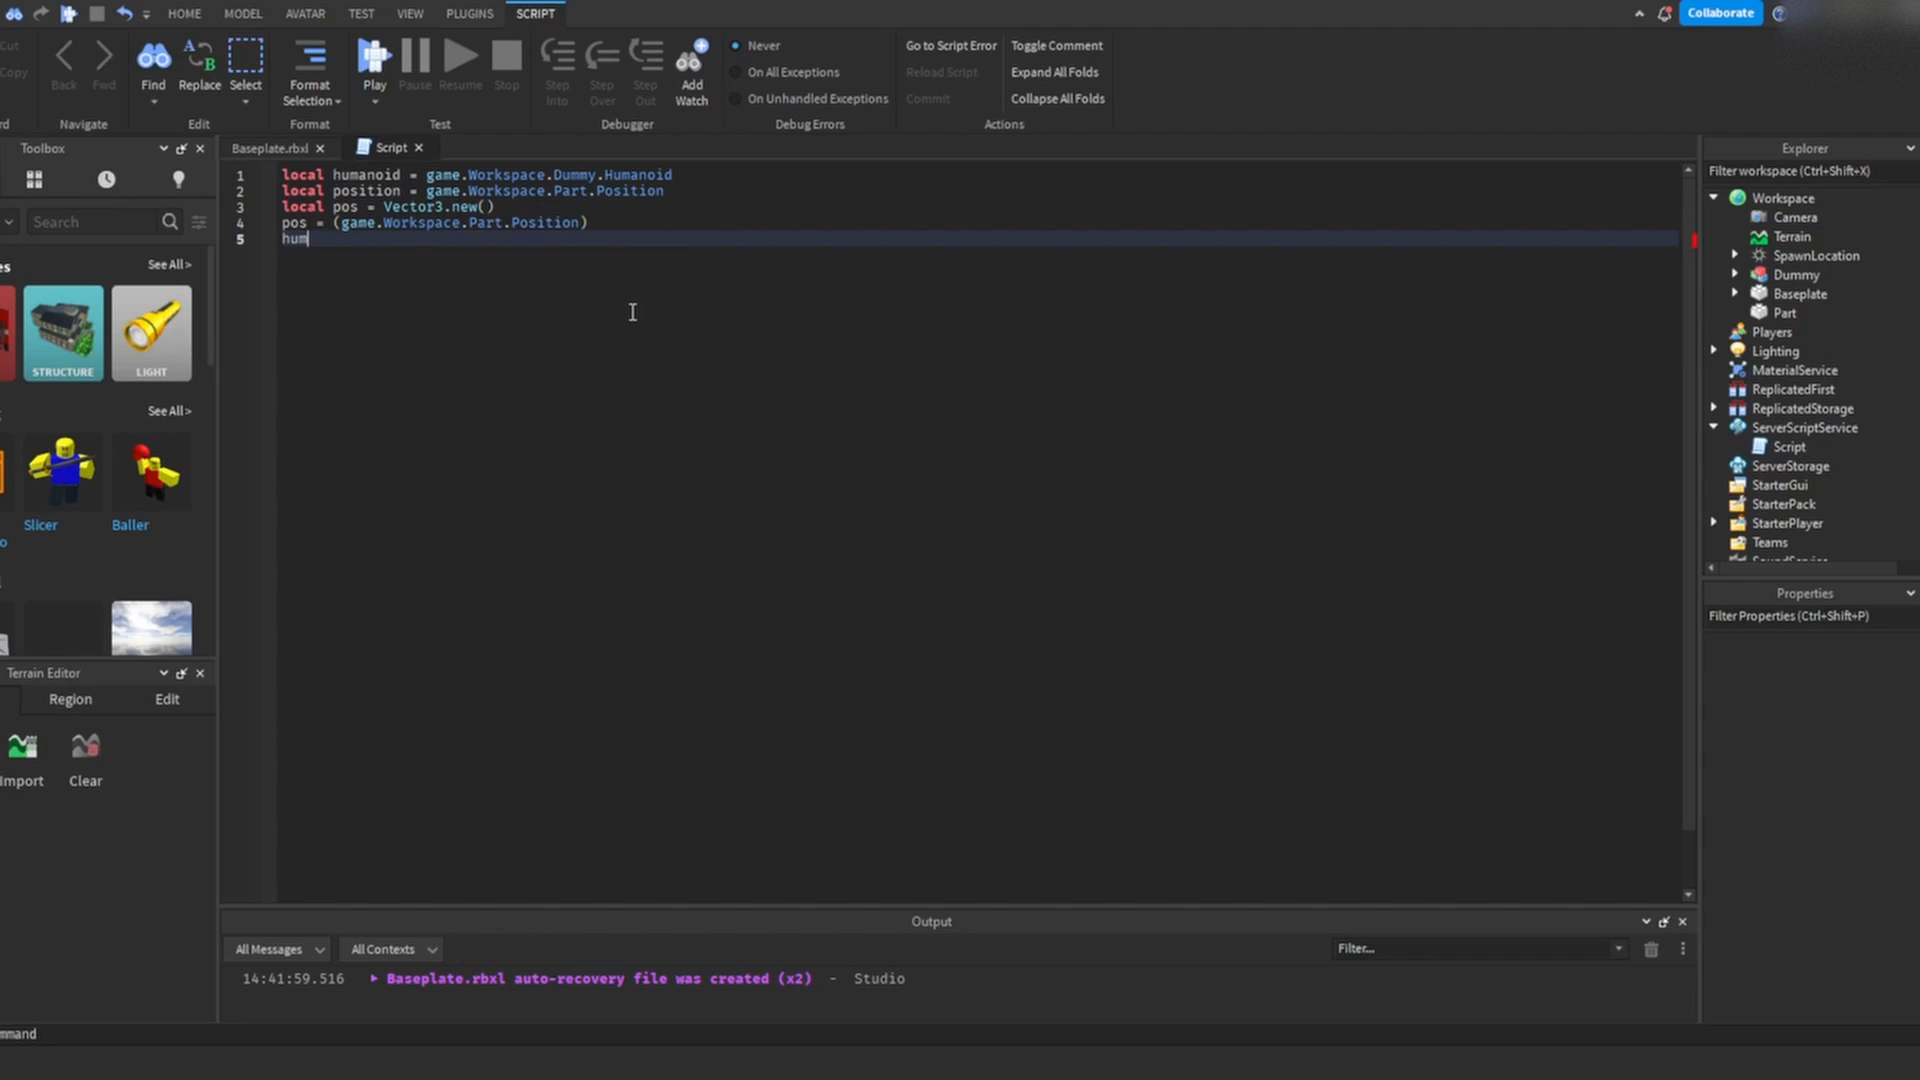 HOME MODEL AVATAR TEST VIEW PLUGINS SCRIPT
Collaborate
Cut
Copy
Back Fwd
Navigate
Find Replace Select
Edit
Format Selection
Format
Play Pause Resume Stop
Test
Step Into
Step Over
Step Out
Add Watch
Debugger
Never
On All Exceptions
On Unhandled Exceptions
Debug Errors
Go to Script Error
Reload Script
Commit
Toggle Comment
Expand All Folds
Collapse All Folds
Actions
Toolbox
Search
See All >
STRUCTURE
LIGHT
See All >
Slicer
Baller
Terrain Editor
Region
Edit
Import
Clear
Baseplate.rbxl
Script
1 local humanoid = game.Workspace.Dummy.Humanoid
2 local position = game.Workspace.Part.Position
3 local pos = Vector3.new()
4 pos = (game.Workspace.Part.Position)
5 hum
Output
All Messages
All Contexts
Filter...
14:41:59.516 Baseplate.rbxl auto-recovery file was created (x2) - Studio
mmand
Explorer
Filter workspace (Ctrl+Shift+X)
Workspace
Camera
Terrain
SpawnLocation
Dummy
Baseplate
Part
Players
Lighting
MaterialService
ReplicatedFirst
ReplicatedStorage
ServerScriptService
Script
ServerStorage
StarterGui
StarterPack
StarterPlayer
Teams
SoundService
Properties
Filter Properties (Ctrl+Shift+P)